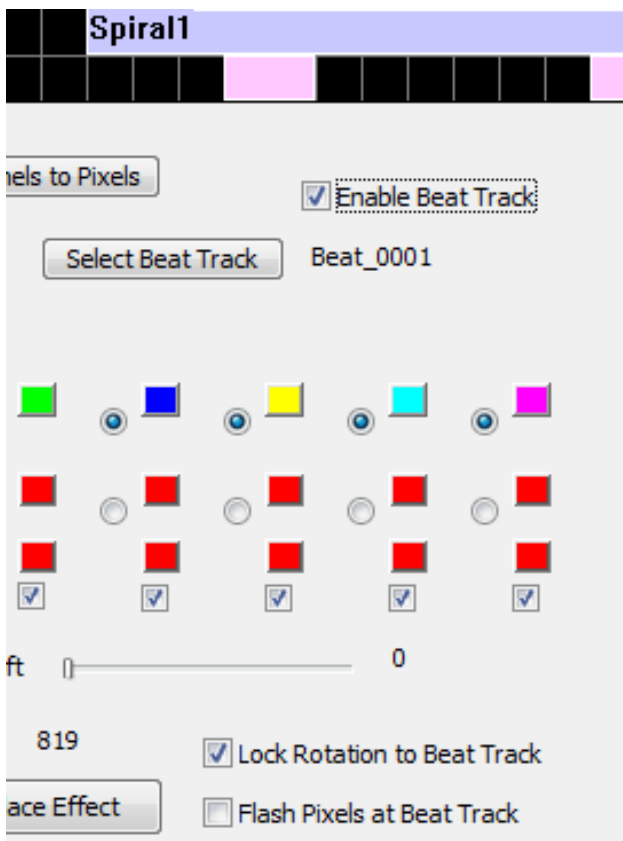 Spiral1
nels to Pixels
Enable Beat Track
Select Beat Track
Beat_0001
ft
0
819
Lock Rotation to Beat Track
ace Effect
Flash Pixels at Beat Track